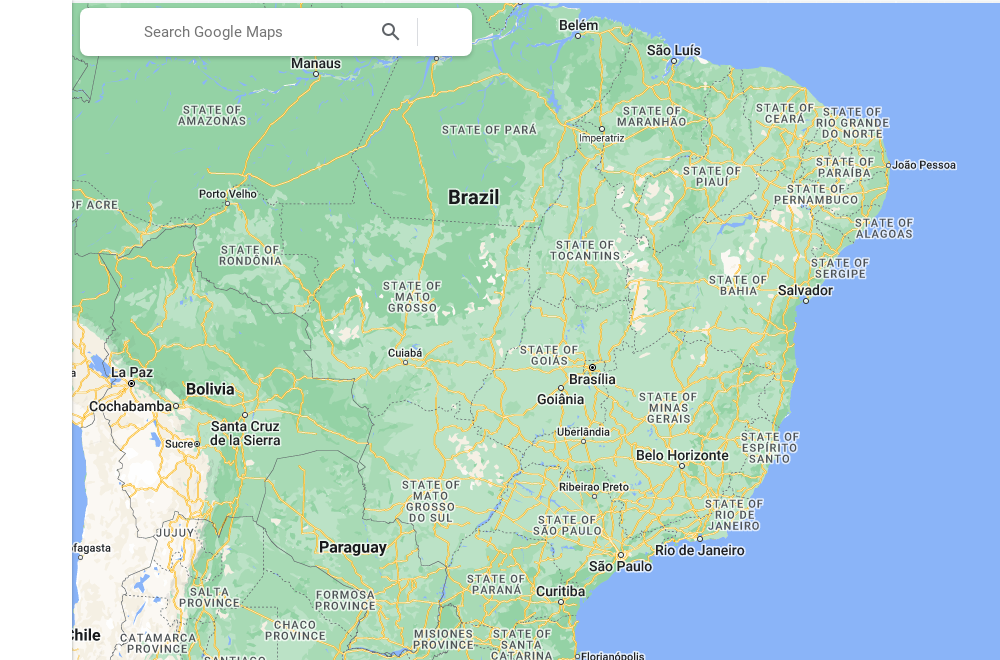 Search Google Maps
Belém
São Luís
Manaus
STATE OF
AMAZONAS
STATE OF PARÁ
STATE OF
MARANHÃO
STATE OF
CEARÁ
STATE OF
RIO GRANDE
DO NORTE
Imperatriz
João Pessoa
STATE OF
PARAÍBA
STATE OF
PIAUÍ
STATE OF
PERNAMBUCO
Porto Velho
Brazil
OF ACRE
STATE OF
ALAGOAS
STATE OF
RONDÔNIA
STATE OF
TOCANTINS
STATE OF
SERGIPE
STATE OF
MATO
GROSSO
STATE OF
BAHIA
Salvador
Cuiabá
STATE OF
GOIÁS
Brasília
La Paz
Bolivia
Goiânia
Cochabamba
STATE OF
MINAS
GERAIS
Santa Cruz
de la Sierra
Sucre
Uberlândia
STATE OF
ESPÍRITO
SANTO
Belo Horizonte
Ribeirao Preto
STATE OF
MATO
GROSSO
DO SUL
STATE OF
RIO DE
JANEIRO
STATE OF
SÃO PAULO
JUJUY
Paraguay
Rio de Janeiro
ofagasta
São Paulo
STATE OF
PARANÁ
Curitiba
SALTA
PROVINCE
FORMOSA
PROVINCE
CHACO
PROVINCE
Chile
CATAMARCA
PROVINCE
MISIONES
PROVINCE
STATE OF
SANTA
CATARINA
SANTIAGO
Florianópolis